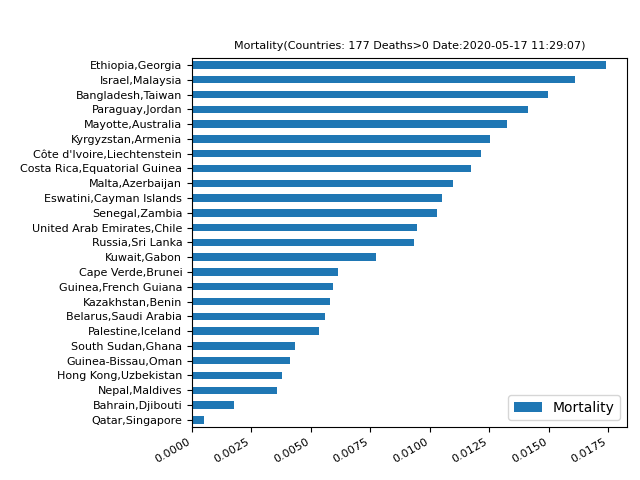 Mortality(Countries: 177 Deaths>0 Date:2020-05-17 11:29:07)
Ethiopia,Georgia
Israel,Malaysia
Bangladesh,Taiwan
Paraguay,Jordan
Mayotte,Australia
Kyrgyzstan,Armenia
Côte d'Ivoire,Liechtenstein
Costa Rica,Equatorial Guinea
Malta,Azerbaijan
Eswatini,Cayman Islands
Senegal,Zambia
United Arab Emirates,Chile
Russia,Sri Lanka
Kuwait,Gabon
Cape Verde,Brunei
Guinea,French Guiana
Kazakhstan,Benin
Belarus,Saudi Arabia
Palestine,Iceland
South Sudan,Ghana
Guinea-Bissau,Oman
Hong Kong,Uzbekistan
Nepal,Maldives
Bahrain,Djibouti
Qatar,Singapore
Mortality
0.0000
0.0025
0.0050
0.0075
0.0100
0.0125
0.0150
0.0175